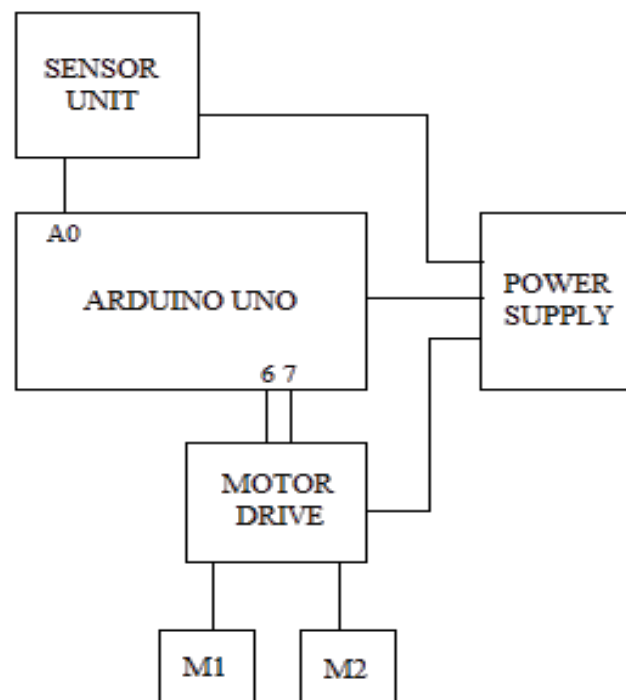 SENSOR
UNIT
A0
ARDUINO UNO
POWER
SUPPLY
6 7
MOTOR
DRIVE
M1
M2